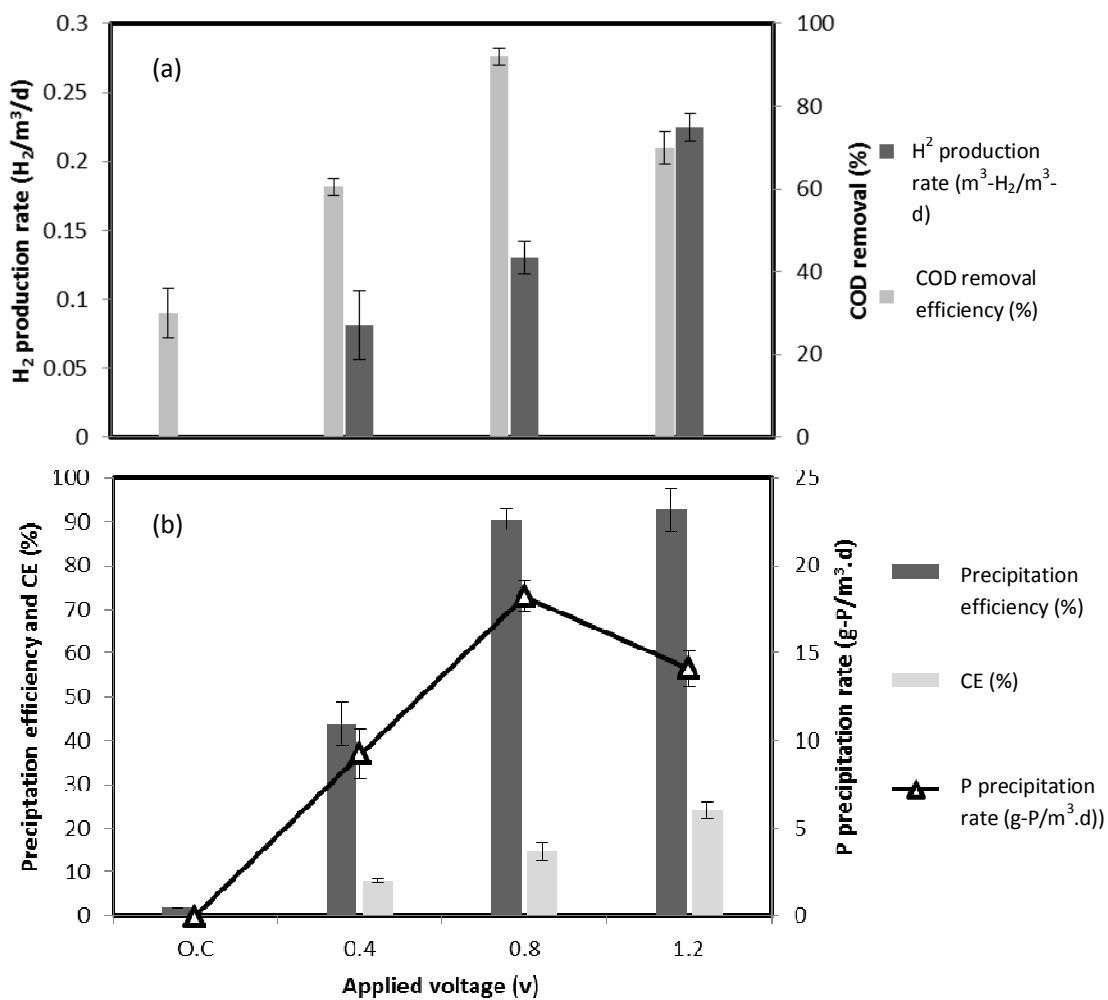 (a)
H₂ production rate (H₂/m³/d)
0.3
0.25
0.2
0.15
0.1
0.05
0
100
80
60
40
20
0
COD removal (%)
H² production
rate (m³-H₂/m³-
d)
COD removal
efficiency (%)
(b)
Preciptation efficiency and CE (%)
100
90
80
70
60
50
40
30
20
10
0
25
20
15
10
5
0
P precipitation rate (g-P/m³.d)
Precipitation
efficiency (%)
CE (%)
P precipitation
rate (g-P/m³.d))
O.C
0.4
0.8
1.2
Applied voltage (v)